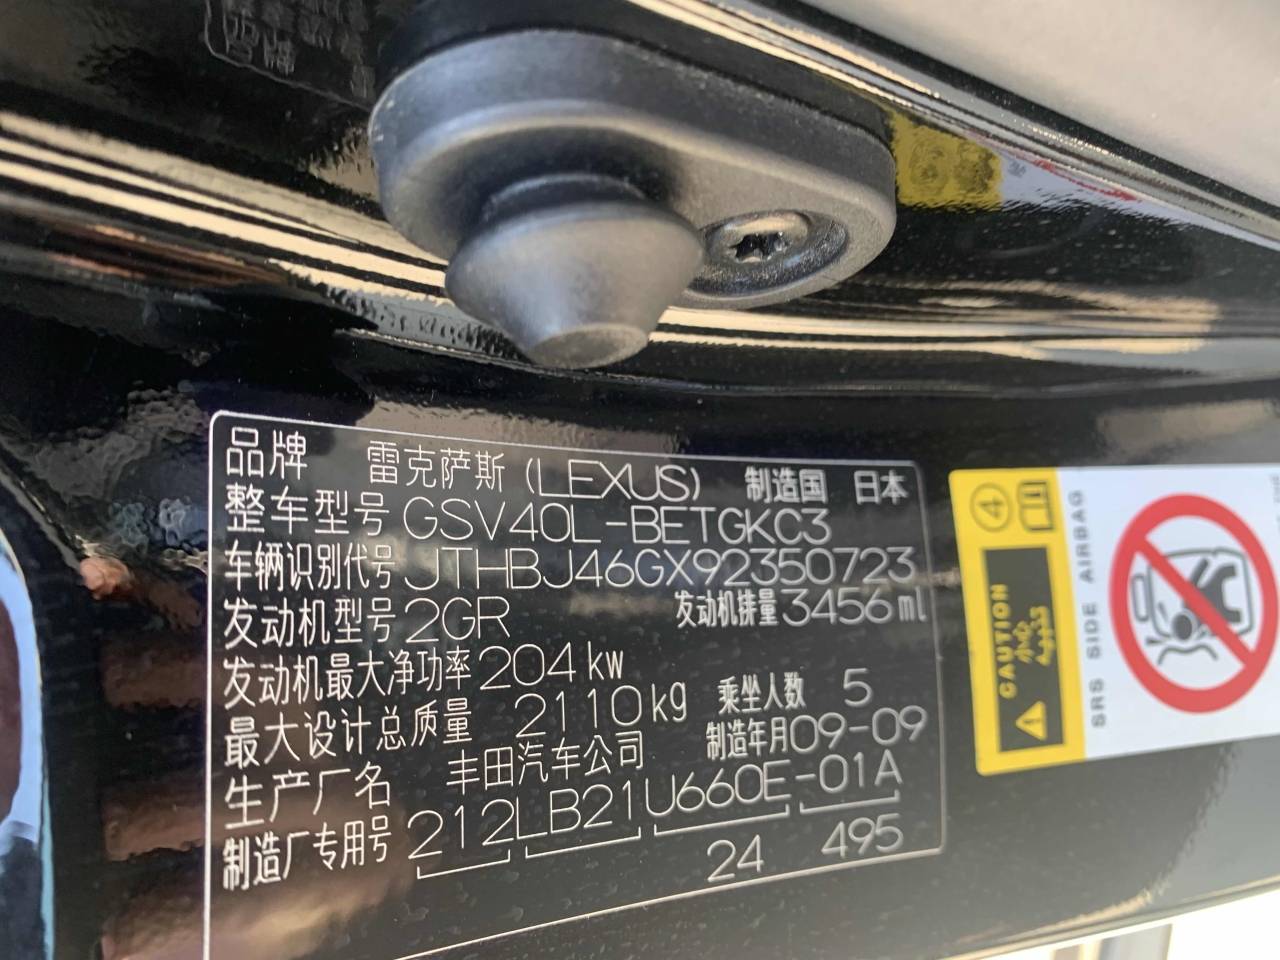 品牌 雷克萨斯 (LEXUS) 制造国 日本
整车型号 GSV40L-BETGKC3
车辆识别代号 JTHBJ46GX92350723
发动机型号 2GR 发动机排量 3456 ml
发动机最大净功率 204 kw
最大设计总质量 2110 kg 乘坐人数 5
生产厂名 丰田汽车公司 制造年月 09-09
制造厂专用号 212LB21U660E-01A
24 495
4
CAUTION
小心
SRS SIDE AIRBAG